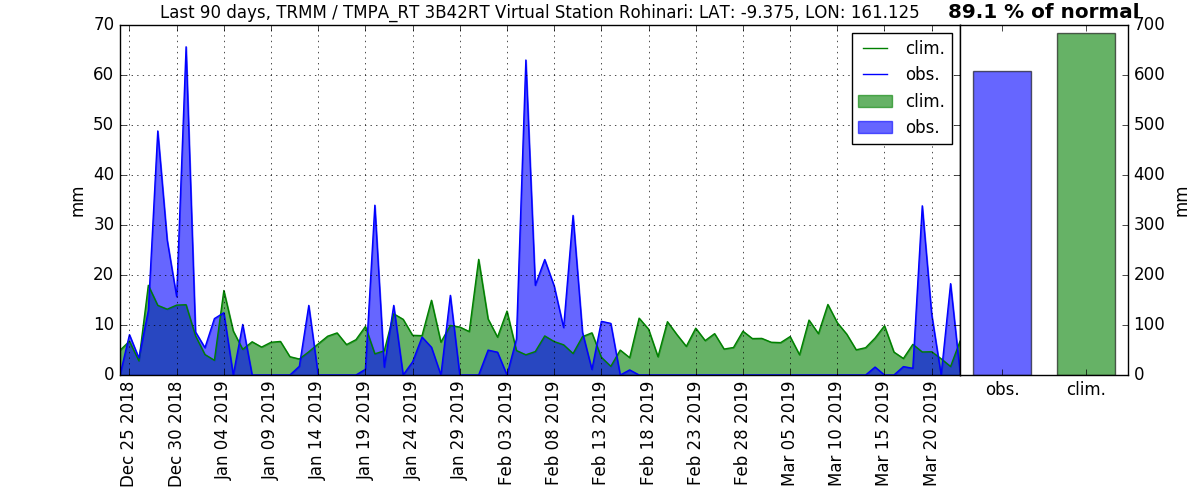 Last 90 days, TRMM / TMPA_RT 3B42RT Virtual Station Rohinari: LAT: -9.375, LON: 161.125
89.1 % of normal
70
60
50
40
30
20
10
0
mm
clim.
obs.
clim.
obs.
Dec 25 2018
Dec 30 2018
Jan 04 2019
Jan 09 2019
Jan 14 2019
Jan 19 2019
Jan 24 2019
Jan 29 2019
Feb 03 2019
Feb 08 2019
Feb 13 2019
Feb 18 2019
Feb 23 2019
Feb 28 2019
Mar 05 2019
Mar 10 2019
Mar 15 2019
Mar 20 2019
700
600
500
400
300
200
100
0
mm
obs.
clim.